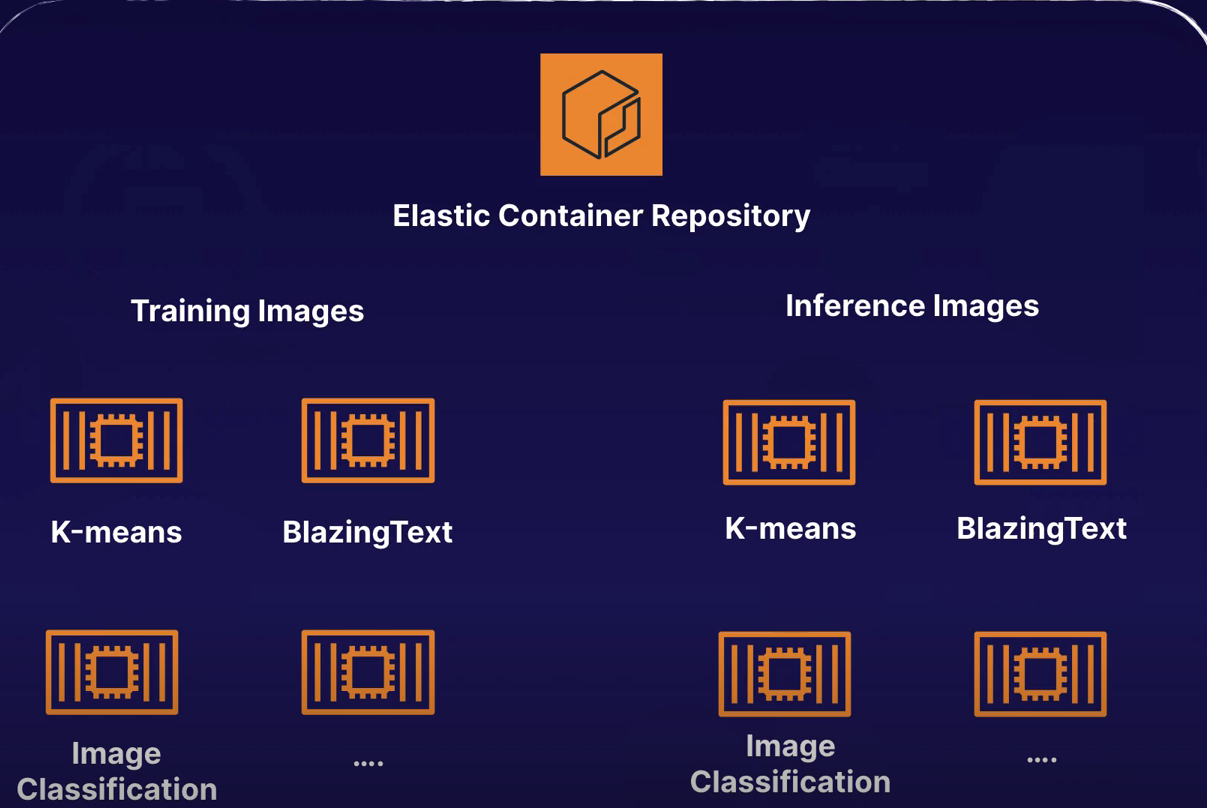 Elastic Container Repository
Training Images
K-means
BlazingText
Image
Classification
....
Inference Images
K-means
BlazingText
Image
Classification
....